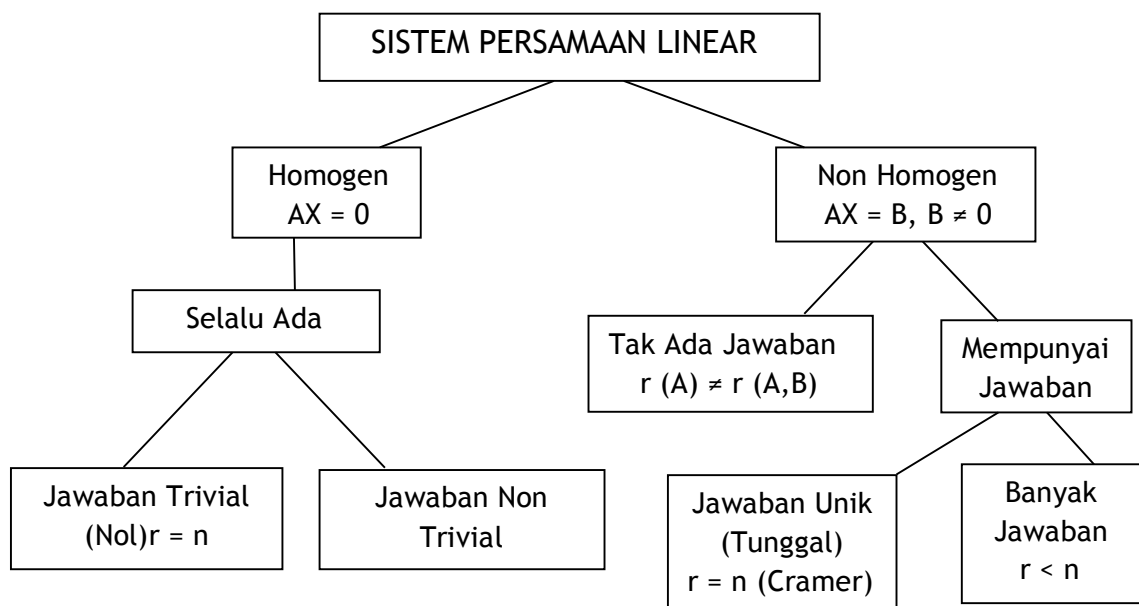 SISTEM PERSAMAAN LINEAR
Homogen
AX = 0
Non Homogen
AX = B, B ≠ 0
Selalu Ada
Tak Ada Jawaban
r (A) ≠ r (A,B)
Mempunyai
Jawaban
Jawaban Trivial
(Nol)r = n
Jawaban Non
Trivial
Jawaban Unik
(Tunggal)
r = n (Cramer)
Banyak
Jawaban
r < n